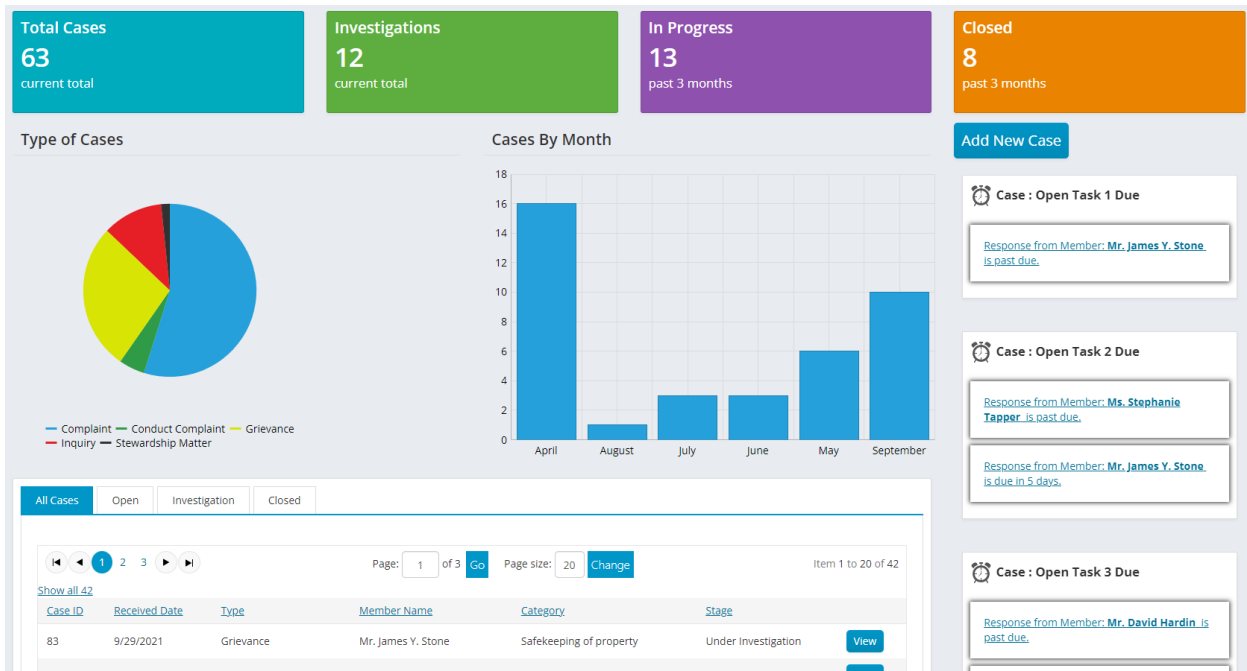 Total Cases
63
current total
Investigations
12
current total
In Progress
13
past 3 months
Closed
8
past 3 months
Type of Cases
Complaint Conduct Complaint Grievance
Inquiry Stewardship Matter
Cases By Month
18
16
14
12
10
8
6
4
2
0
April August July June May September
Add New Case
Case : Open Task 1 Due
Response from Member: Mr. James Y. Stone
is past due.
Case : Open Task 2 Due
Response from Member: Ms. Stephanie
Tapper is past due.
Response from Member: Mr. James Y. Stone
is due in 5 days.
Case : Open Task 3 Due
Response from Member: Mr. David Hardin is
past due.
All Cases Open Investigation Closed
1 2 3 Page: 1 of 3 Go Page size: 20 Change Item 1 to 20 of 42
Show all 42
Case ID Received Date Type Member Name Category Stage
83 9/29/2021 Grievance Mr. James Y. Stone Safekeeping of property Under Investigation View